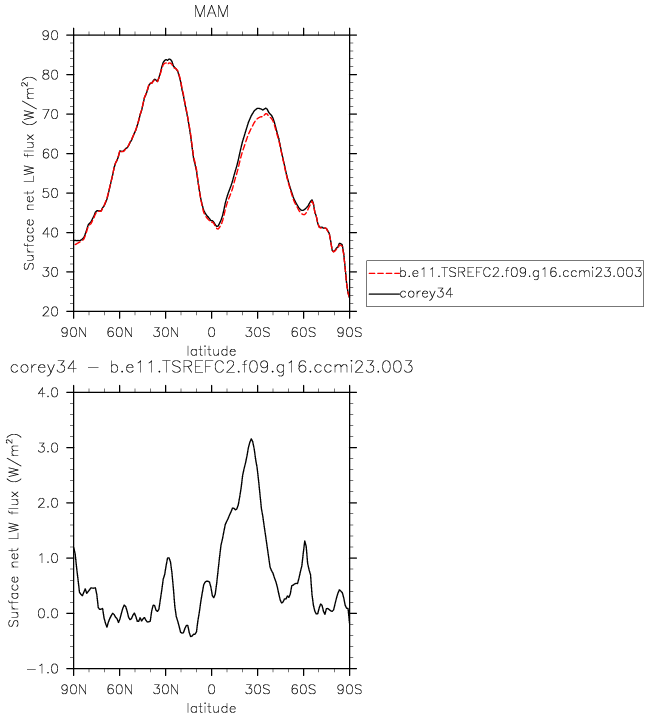 MAM
90
80
70
60
50
40
30
20
Surface net LW flux (W/m²)
90N 60N 30N 0 30S 60S 90S
latitude
b.e11.TSREFC2.f09.g16.ccmi23.003
corey34
corey34 − b.e11.TSREFC2.f09.g16.ccmi23.003
4.0
3.0
2.0
1.0
0.0
−1.0
Surface net LW flux (W/m²)
90N 60N 30N 0 30S 60S 90S
latitude